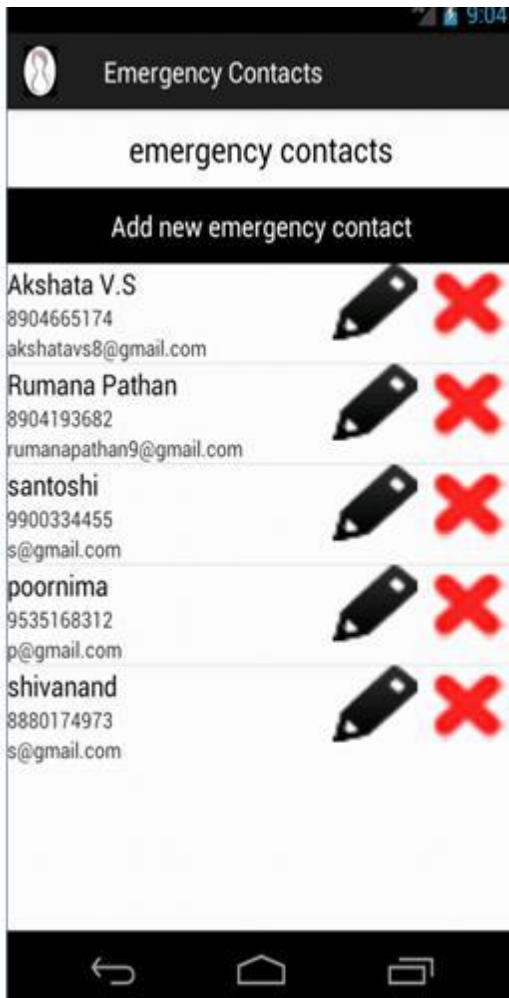 9:04
Emergency Contacts
emergency contacts
Add new emergency contact
Akshata V.S
8904665174
akshatavs8@gmail.com
Rumana Pathan
8904193682
rumanapathan9@gmail.com
santoshi
9900334455
s@gmail.com
poornima
9535168312
p@gmail.com
shivanand
8880174973
s@gmail.com